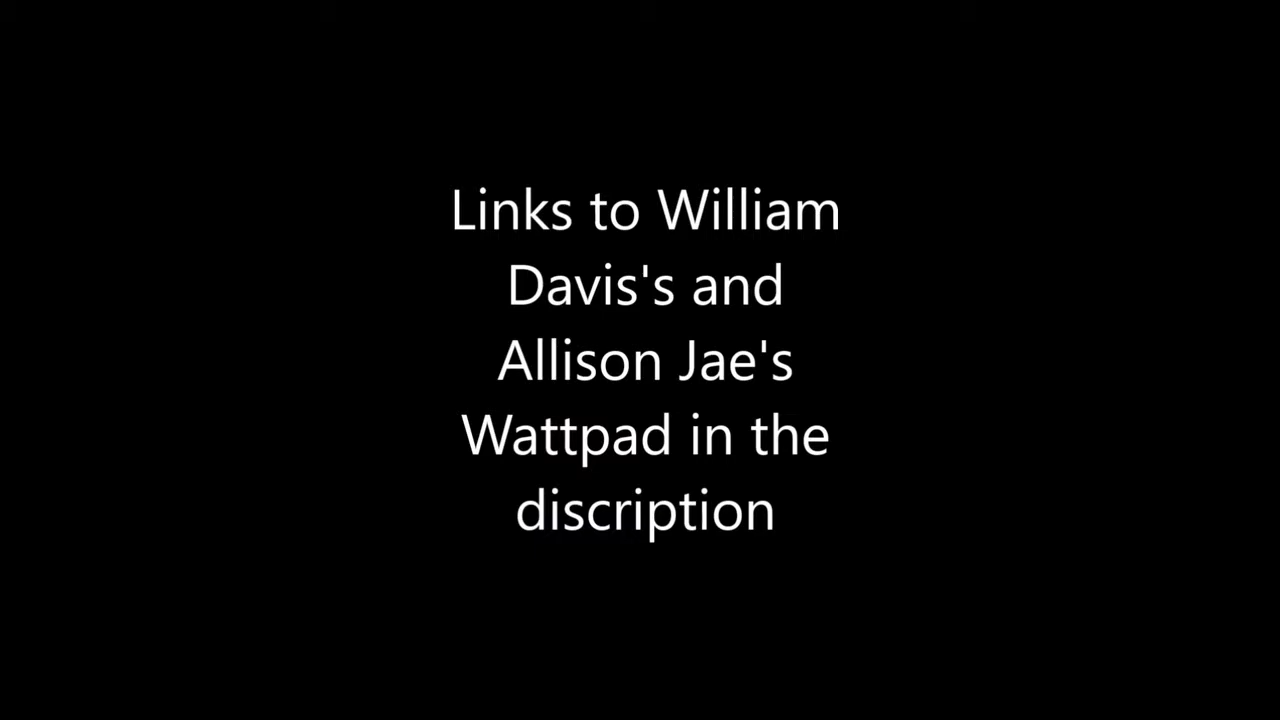 Links to William
Davis's and
Allison Jae's
Wattpad in the
discription